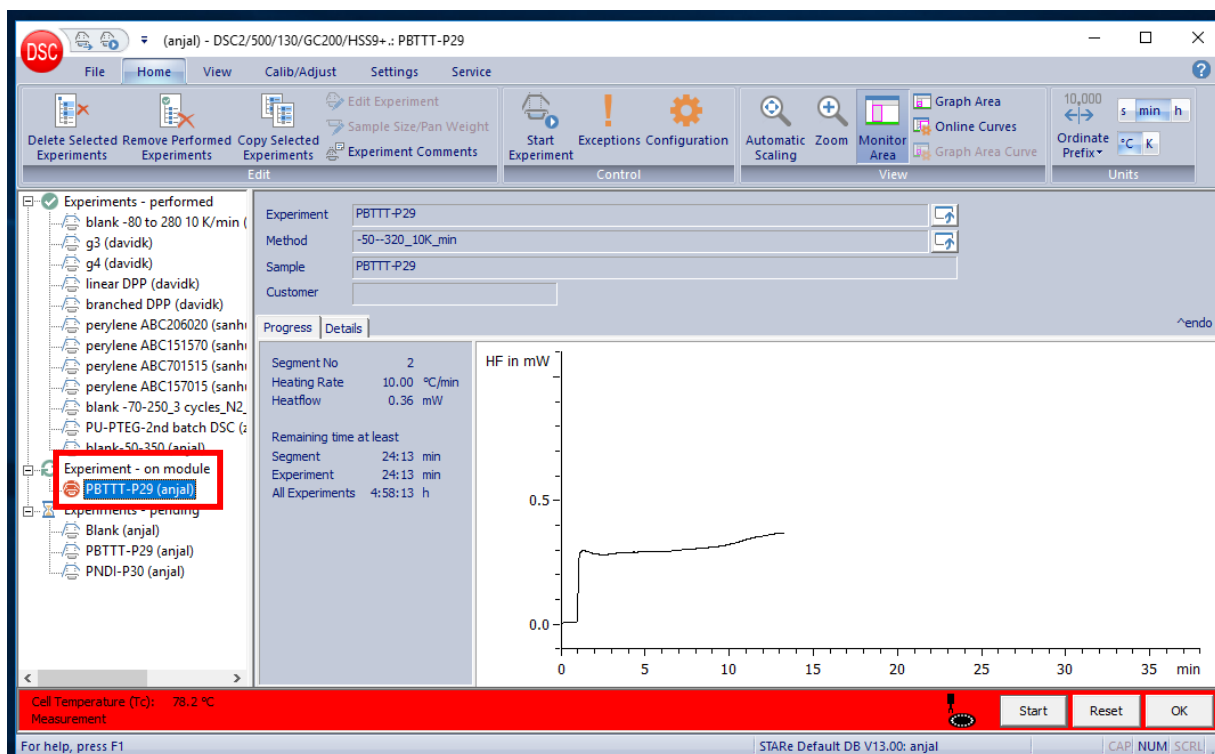 DSC
(anjal) - DSC2/500/130/GC200/HSS9+.: PBTTT-P29
File Home View Calib/Adjust Settings Service
Delete Selected Experiments
Remove Performed Experiments
Copy Selected Experiments
Edit Experiment
Sample Size/Pan Weight
Experiment Comments
Edit
Start Experiment
Exceptions
Configuration
Control
Automatic Scaling
Zoom
Monitor Area
Graph Area
Online Curves
Graph Area Curve
View
10,000
Ordinate Prefix
s min h
°C K
Units
Experiments - performed
blank -80 to 280 10 K/min (
g3 (davidk)
g4 (davidk)
linear DPP (davidk)
branched DPP (davidk)
perylene ABC206020 (sanh
perylene ABC151570 (sanh
perylene ABC701515 (sanh
perylene ABC157015 (sanh
blank -70-250_3 cycles_N2_
PU-PTEG-2nd batch DSC (
blank-50-350 (anjal)
Experiment - on module
PBTTT-P29 (anjal)
Experiments - pending
Blank (anjal)
PBTTT-P29 (anjal)
PNDI-P30 (anjal)
Experiment PBTTT-P29
Method -50--320_10K_min
Sample PBTTT-P29
Customer
Progress Details
^endo
Segment No 2
Heating Rate 10.00 °C/min
Heatflow 0.36 mW
Remaining time at least
Segment 24:13 min
Experiment 24:13 min
All Experiments 4:58:13 h
HF in mW
0.5
0.0
0 5 10 15 20 25 30 35 min
Cell Temperature (Tc): 78.2 °C
Measurement
Start Reset OK
For help, press F1
STARe Default DB V13.00: anjal
CAP NUM SCRL